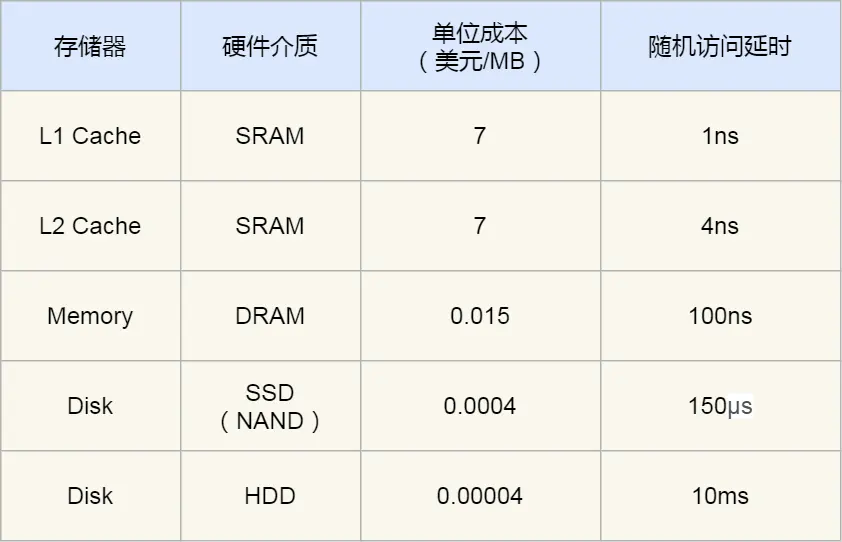 存储器
硬件介质
单位成本
（美元/MB）
随机访问延时
L1 Cache
SRAM
7
1ns
L2 Cache
SRAM
7
4ns
Memory
DRAM
0.015
100ns
Disk
SSD
（NAND）
0.0004
150μs
Disk
HDD
0.00004
10ms